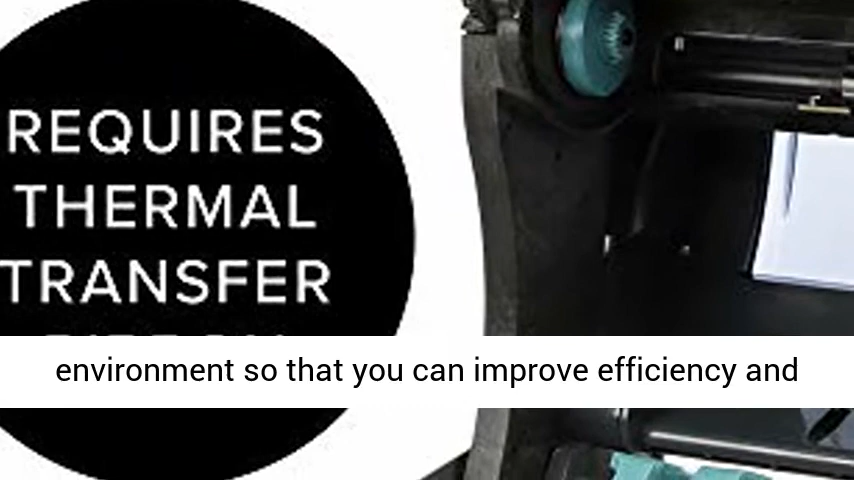 REQUIRES
THERMAL
TRANSFER
environment so that you can improve efficiency and